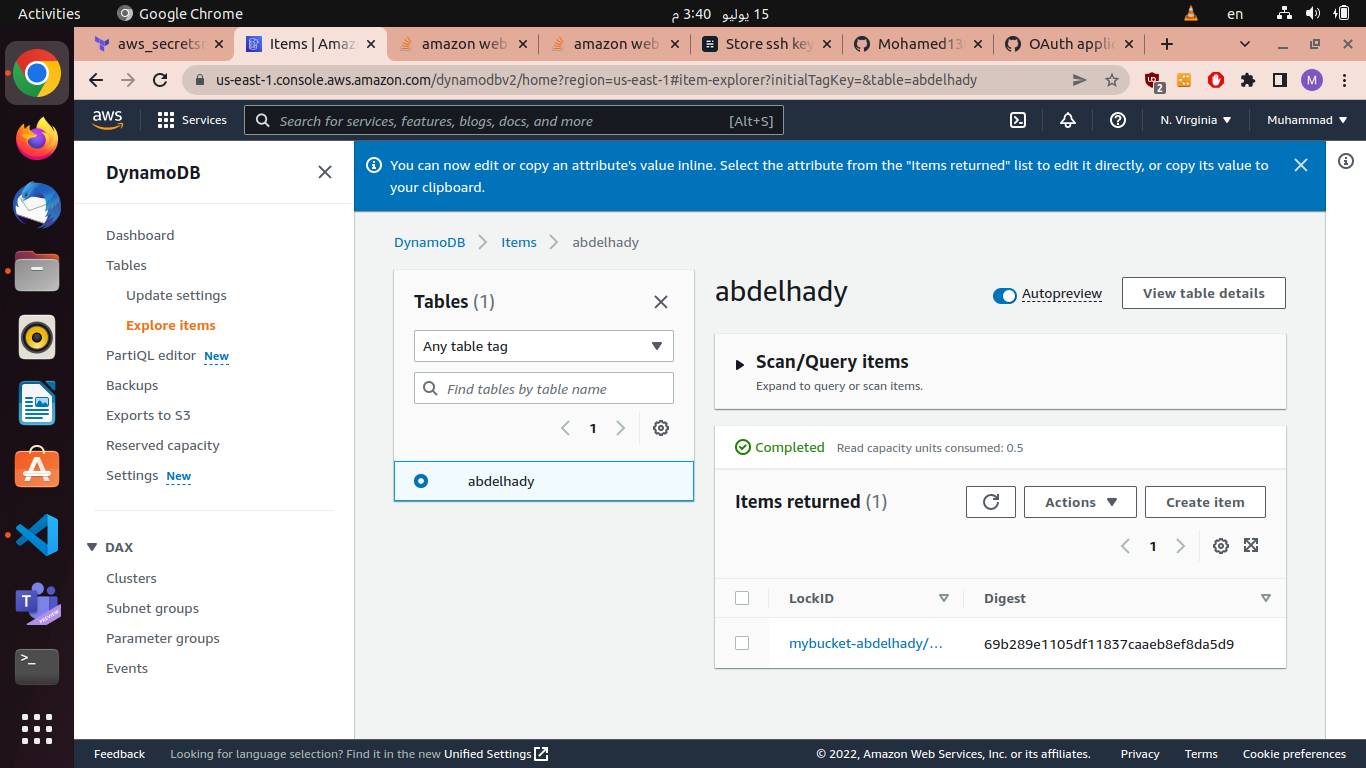 Activities Google Chrome 15 يوليو 3:40 م en
aws_secretsm Items | Amaz amazon web amazon web Store ssh key Mohamed13 OAuth applic
us-east-1.console.aws.amazon.com/dynamodbv2/home?region=us-east-1#item-explorer?initialTagKey=&table=abdelhady 2 M
aws Services Search for services, features, blogs, docs, and more [Alt+S] N. Virginia Muhammad
DynamoDB
Dashboard
Tables
Update settings
Explore items
PartiQL editor New
Backups
Exports to S3
Reserved capacity
Settings New
DAX
Clusters
Subnet groups
Parameter groups
Events
You can now edit or copy an attribute's value inline. Select the attribute from the "Items returned" list to edit it directly, or copy its value to
your clipboard.
DynamoDB Items abdelhady
Tables (1)
Any table tag
Find tables by table name
1
abdelhady
abdelhady Autopreview View table details
Scan/Query items
Expand to query or scan items.
Completed Read capacity units consumed: 0.5
Items returned (1) Actions Create item
1
LockID Digest
mybucket-abdelhady/... 69b289e1105df11837caaeb8ef8da5d9
Feedback Looking for language selection? Find it in the new Unified Settings © 2022, Amazon Web Services, Inc. or its affiliates. Privacy Terms Cookie preferences